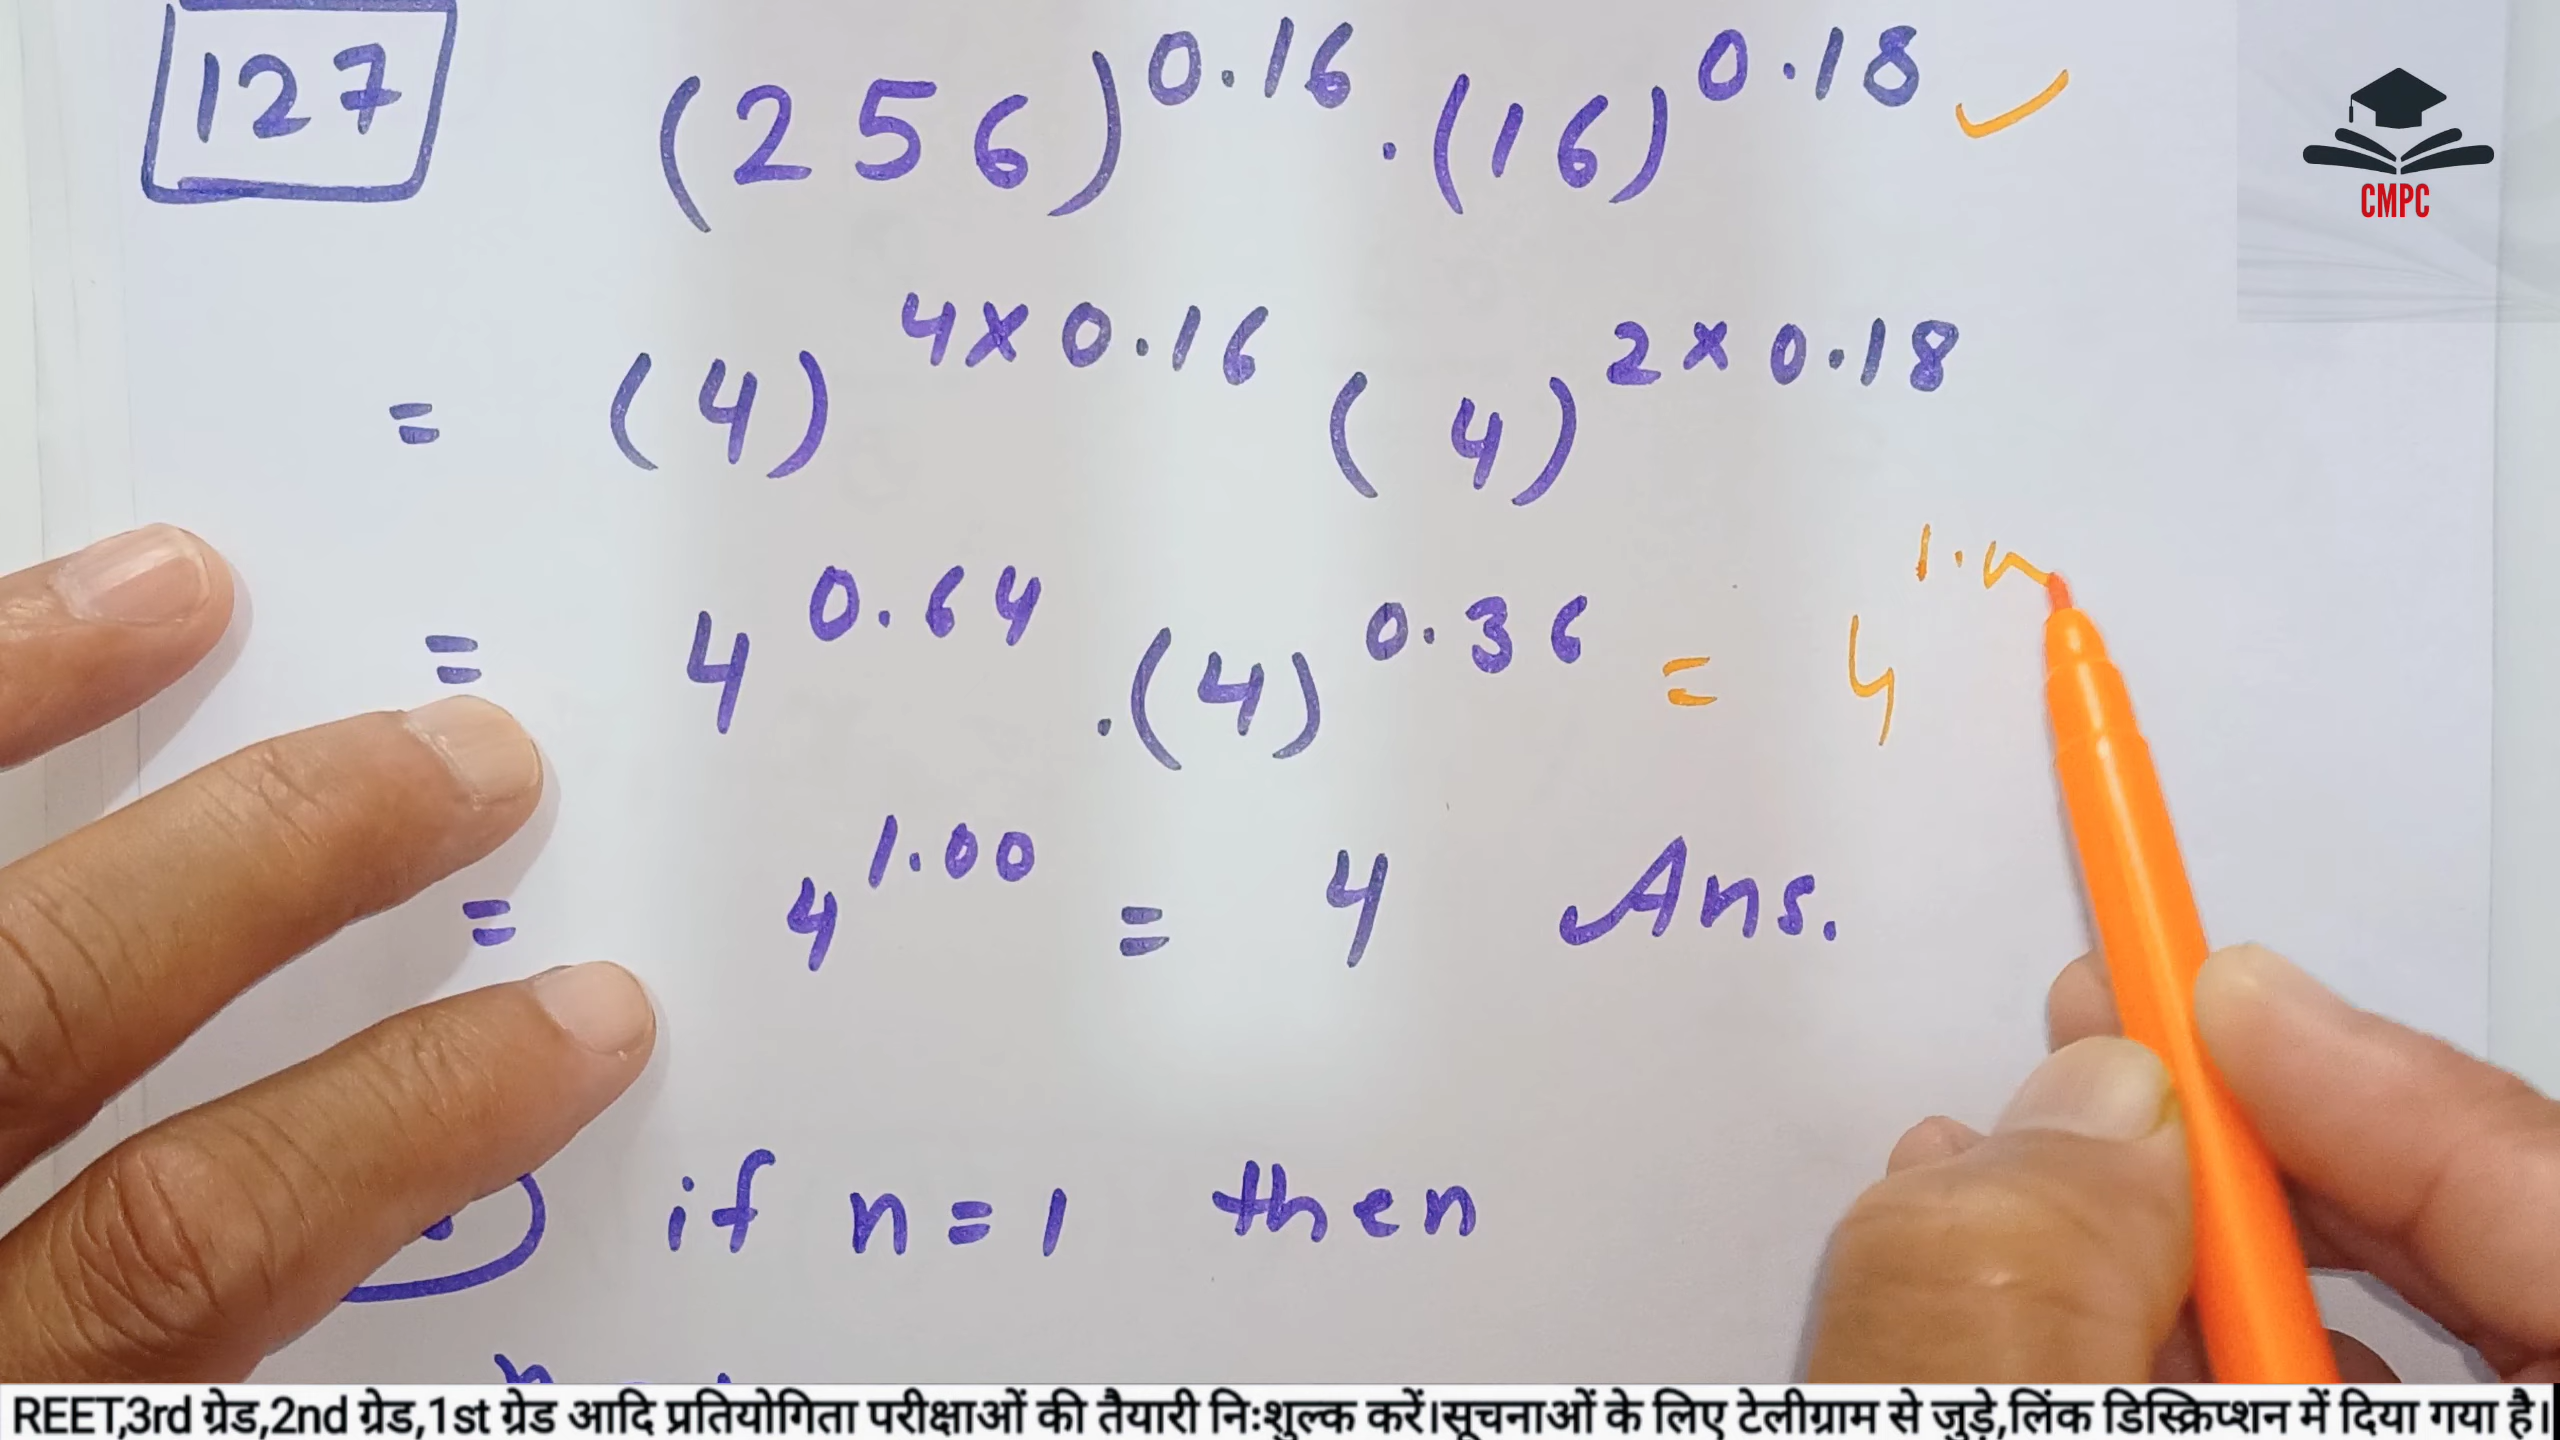 127 (256)^0.16 · (16)^0.18 ✓
CMPC
= (4)^4×0.16 (4)^2×0.18
= 4^0.64 · (4)^0.36 = 4
= 4^1.00 = 4 Ans.
if n=1 then
REET,3rd ग्रेड,2nd ग्रेड,1st ग्रेड आदि प्रतियोगिता परीक्षाओं की तैयारी निःशुल्क करें।सूचनाओं के लिए टेलीग्राम से जुड़े,लिंक डिस्क्रिप्शन में दिया गया है।